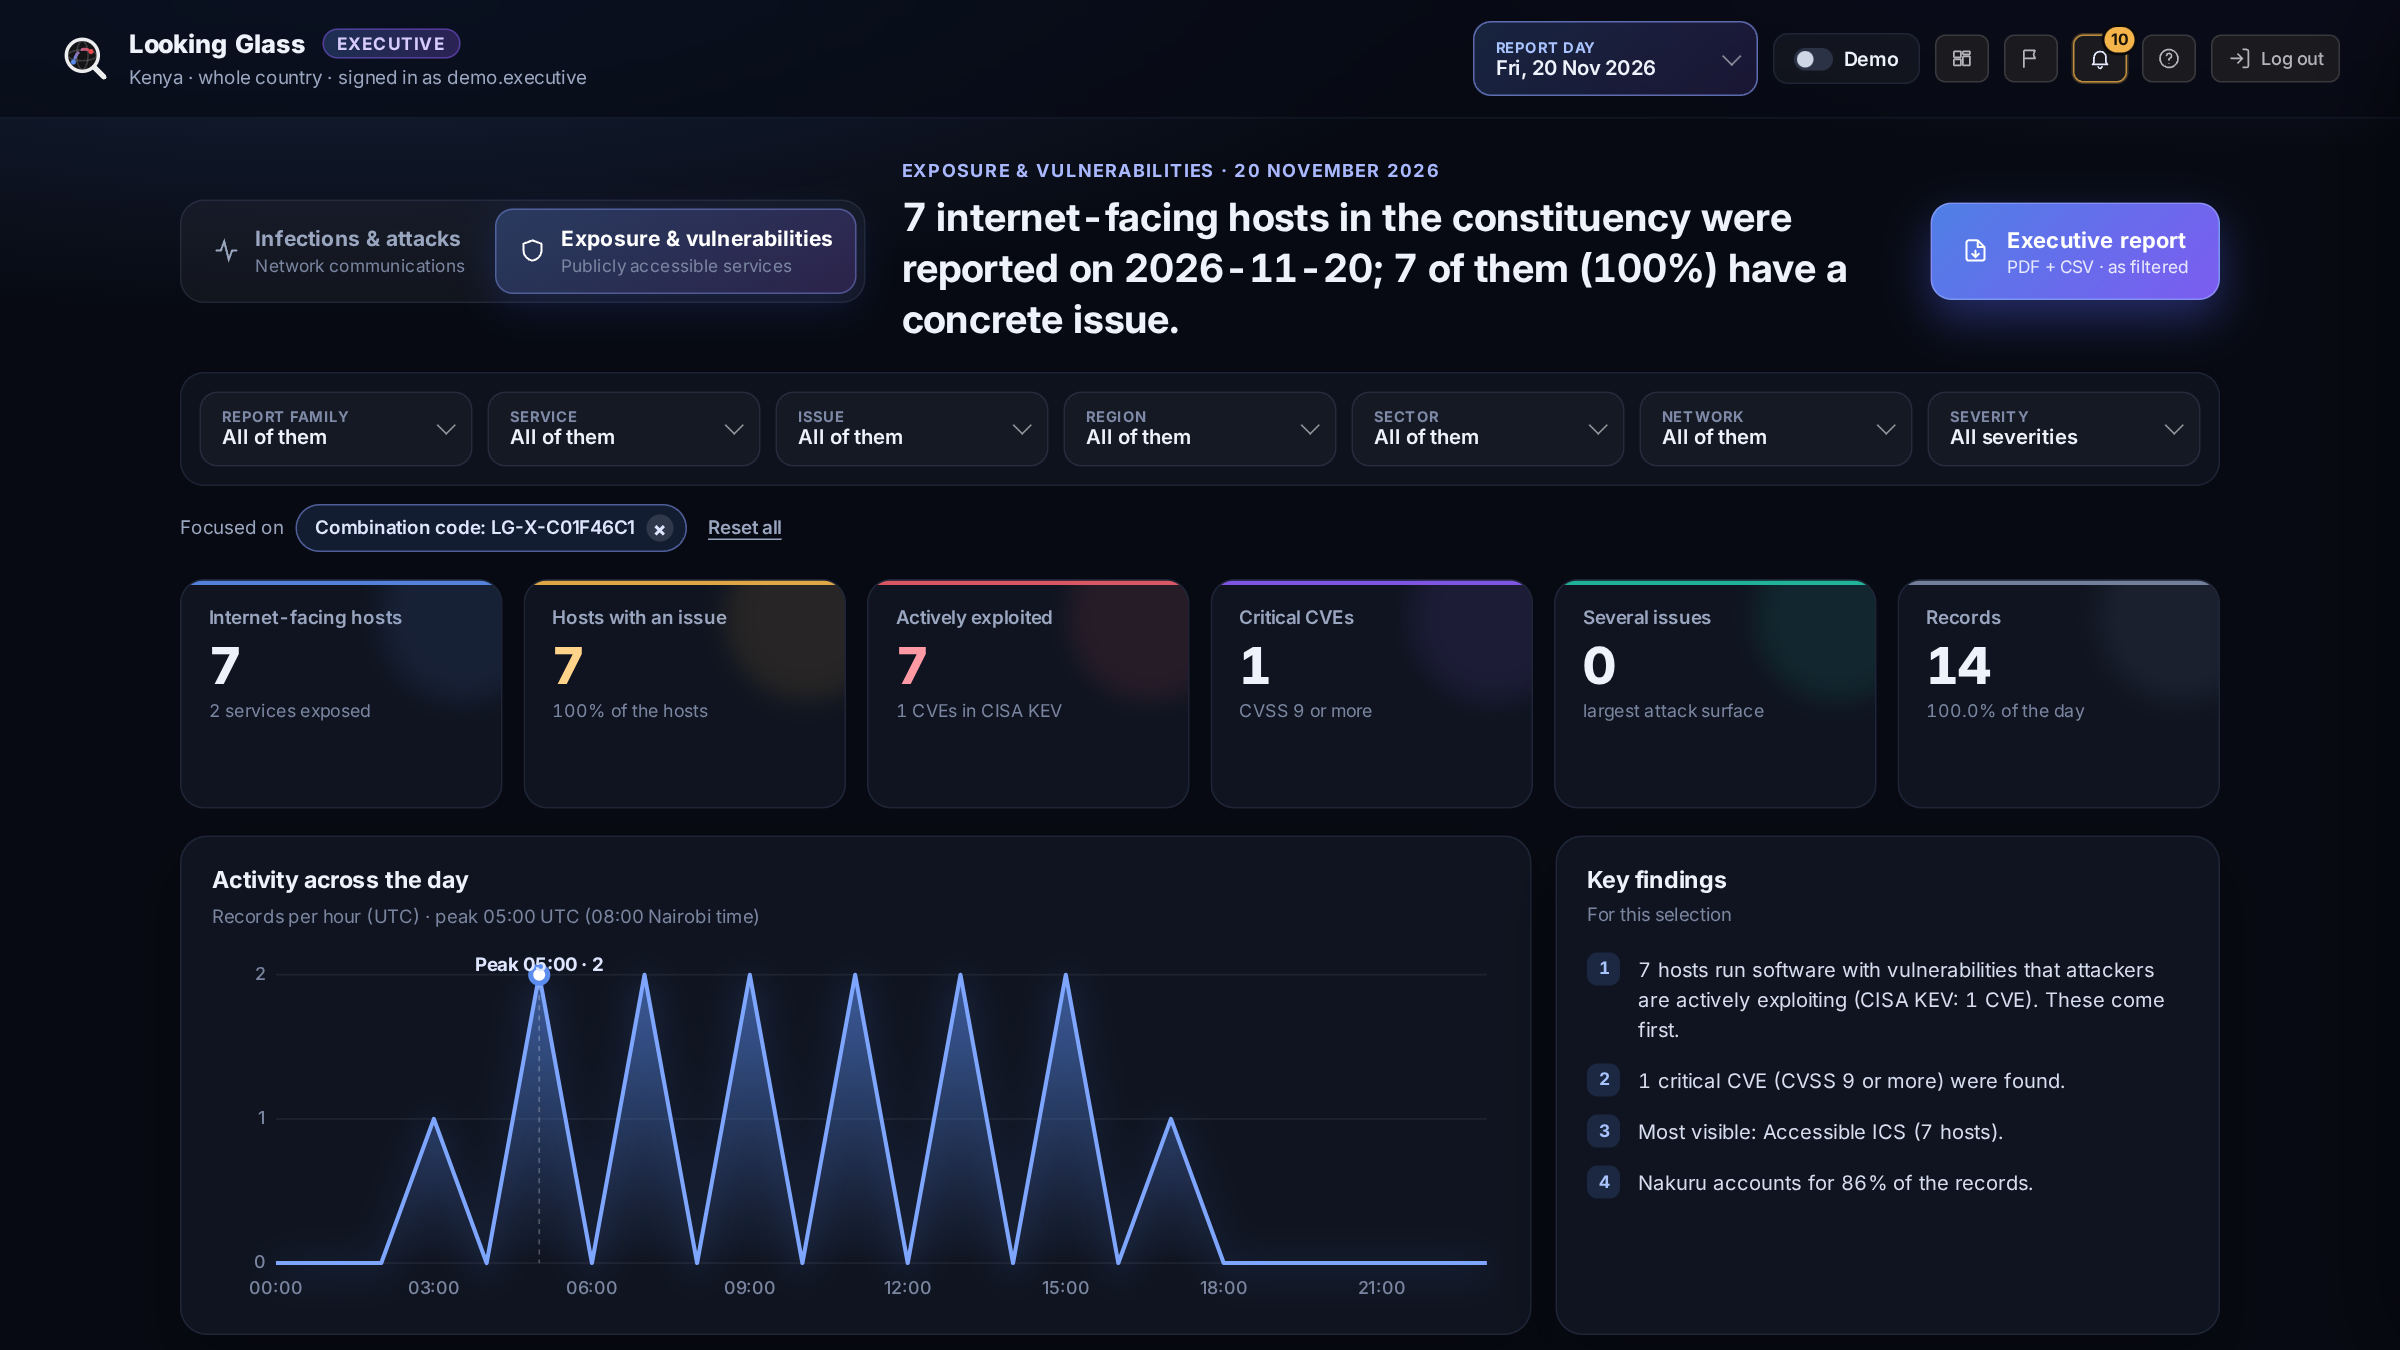 Looking Glass EXECUTIVE
Kenya · whole country · signed in as demo.executive
REPORT DAY
Fri, 20 Nov 2026
Demo
10
Log out
Infections & attacks
Network communications
Exposure & vulnerabilities
Publicly accessible services
EXPOSURE & VULNERABILITIES · 20 NOVEMBER 2026
7 internet-facing hosts in the constituency were
reported on 2026-11-20; 7 of them (100%) have a
concrete issue.
Executive report
PDF + CSV · as filtered
REPORT FAMILY
All of them
SERVICE
All of them
ISSUE
All of them
REGION
All of them
SECTOR
All of them
NETWORK
All of them
SEVERITY
All severities
Focused on Combination code: LG-X-C01F46C1 × Reset all
Internet-facing hosts
7
2 services exposed
Hosts with an issue
7
100% of the hosts
Actively exploited
7
1 CVEs in CISA KEV
Critical CVEs
1
CVSS 9 or more
Several issues
0
largest attack surface
Records
14
100.0% of the day
Activity across the day
Records per hour (UTC) · peak 05:00 UTC (08:00 Nairobi time)
Peak 05:00 · 2
2
1
0
00:00 03:00 06:00 09:00 12:00 15:00 18:00 21:00
Key findings
For this selection
1 7 hosts run software with vulnerabilities that attackers
are actively exploiting (CISA KEV: 1 CVE). These come
first.
2 1 critical CVE (CVSS 9 or more) were found.
3 Most visible: Accessible ICS (7 hosts).
4 Nakuru accounts for 86% of the records.